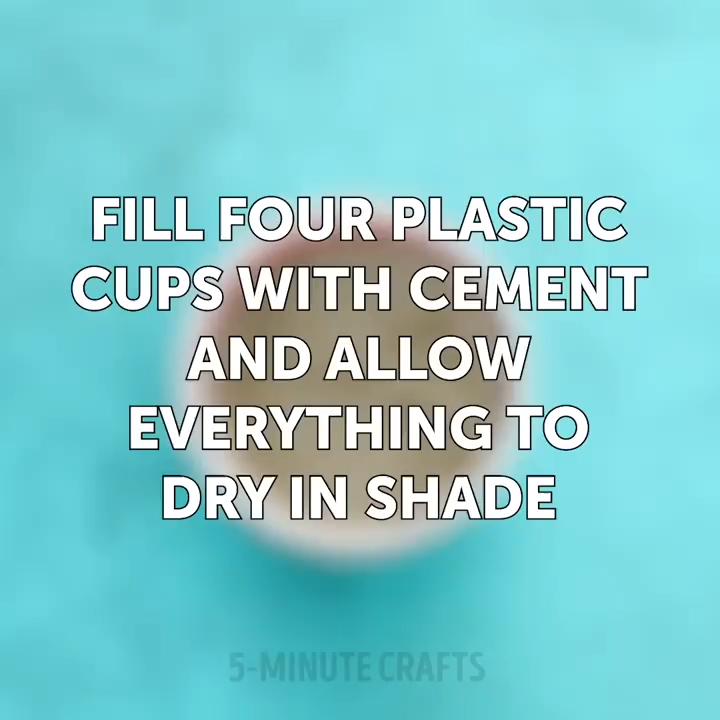 FILL FOUR PLASTIC
CUPS WITH CEMENT
AND ALLOW
EVERYTHING TO
DRY IN SHADE
5-MINUTE CRAFTS